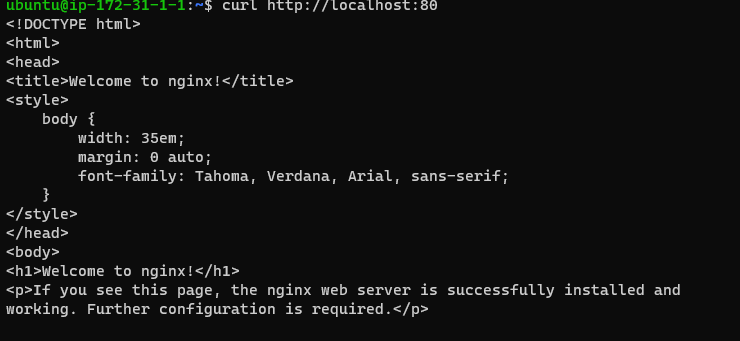 ubuntu@ip-172-31-1-1:~$ curl http://localhost:80
<!DOCTYPE html>
<html>
<head>
<title>Welcome to nginx!</title>
<style>
    body {
        width: 35em;
        margin: 0 auto;
        font-family: Tahoma, Verdana, Arial, sans-serif;
    }
</style>
</head>
<body>
<h1>Welcome to nginx!</h1>
<p>If you see this page, the nginx web server is successfully installed and
working. Further configuration is required.</p>